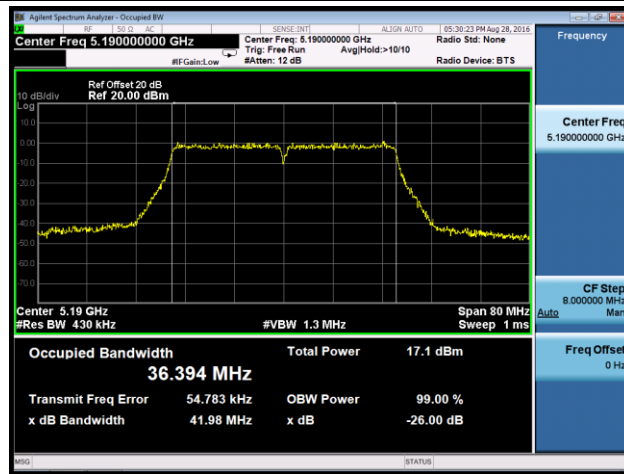 Agilent Spectrum Analyzer - Occupied BW
RF 50 Ω AC SENSE:INT ALIGN AUTO 05:30:23 PM Aug 28, 2016
Center Freq 5.190000000 GHz
Center Freq: 5.190000000 GHz Radio Std: None
Trig: Free Run Avg|Hold:>10/10
#IFGain:Low #Atten: 12 dB Radio Device: BTS
Frequency
Ref Offset 20 dB
10 dB/div Ref 20.00 dBm
Log
10.0
0.00
-10.0
-20.0
-30.0
-40.0
-50.0
-60.0
-70.0
Center 5.19 GHz Span 80 MHz
#Res BW 430 kHz #VBW 1.3 MHz Sweep 1 ms
Center Freq
5.190000000 GHz
CF Step
8.000000 MHz
Auto Man
Freq Offset
0 Hz
Occupied Bandwidth Total Power 17.1 dBm
36.394 MHz
Transmit Freq Error 54.783 kHz OBW Power 99.00 %
x dB Bandwidth 41.98 MHz x dB -26.00 dB
MSG STATUS